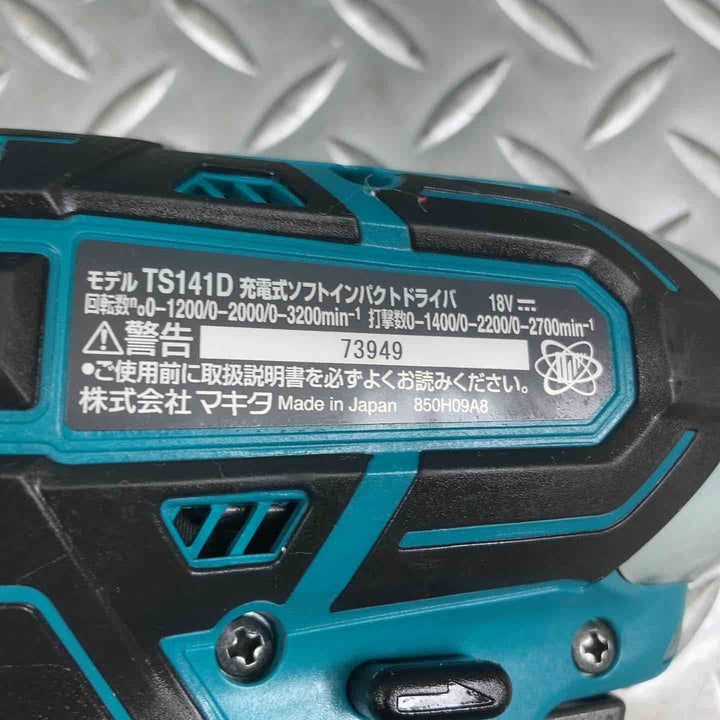 モデル TS141D 充電式ソフトインパクトドライバ 18V
回転数n₀0-1200/0-2000/0-3200min⁻¹ 打撃数0-1400/0-2200/0-2700min⁻¹
警告 73949
•ご使用前に取扱説明書を必ずよくお読みください。
株式会社 マキタ Made in Japan 850H09A8